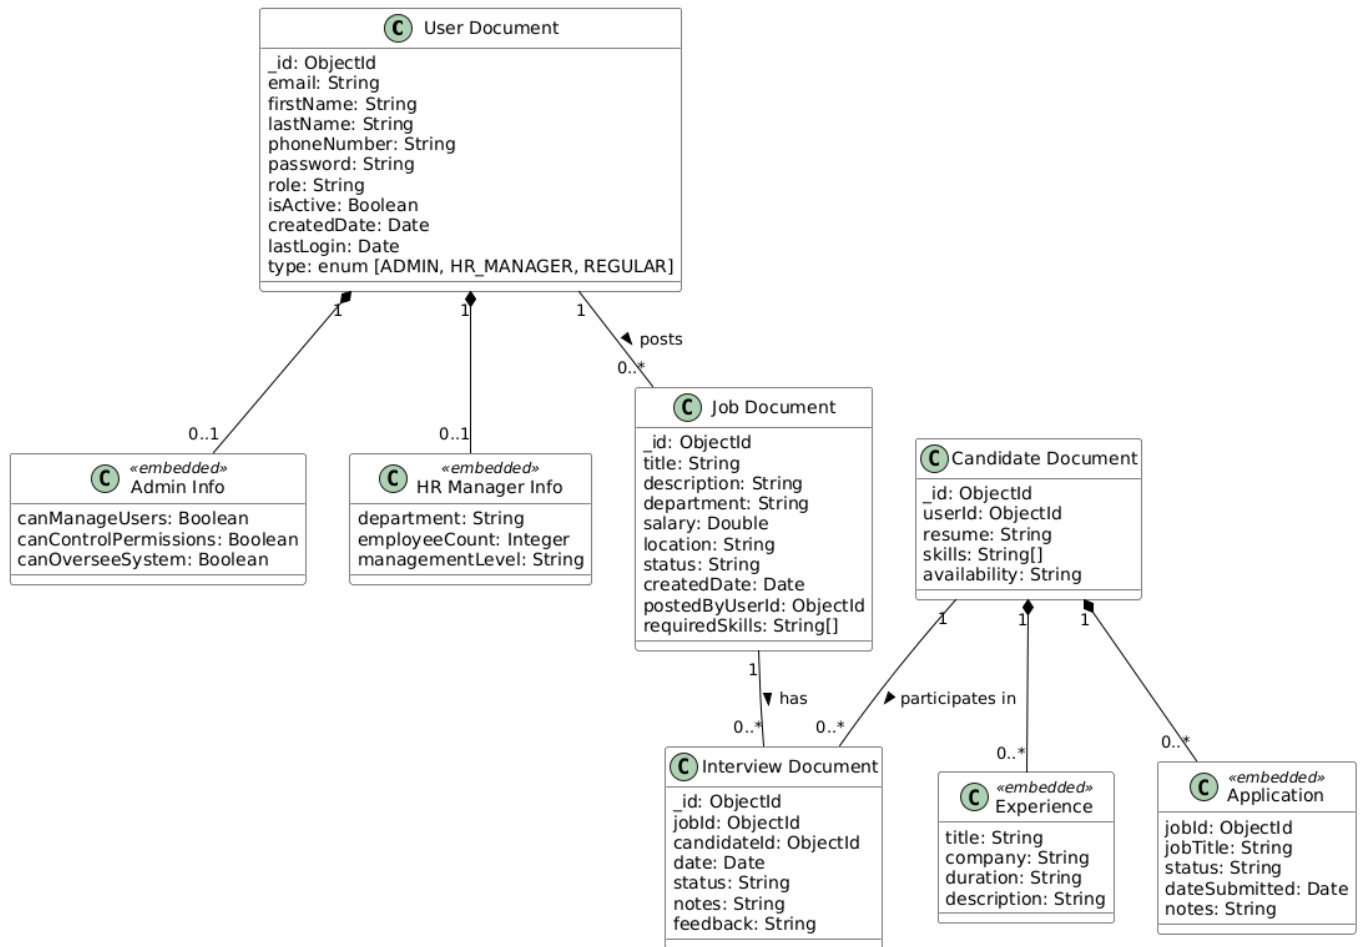 C User Document
_id: ObjectId
email: String
firstName: String
lastName: String
phoneNumber: String
password: String
role: String
isActive: Boolean
createdDate: Date
lastLogin: Date
type: enum [ADMIN, HR_MANAGER, REGULAR]
1
1
1
posts
0..*
0..1
0..1
C «embedded»
Admin Info
canManageUsers: Boolean
canControlPermissions: Boolean
canOverseeSystem: Boolean
C «embedded»
HR Manager Info
department: String
employeeCount: Integer
managementLevel: String
C Job Document
_id: ObjectId
title: String
description: String
department: String
salary: Double
location: String
status: String
createdDate: Date
postedByUserId: ObjectId
requiredSkills: String[]
C Candidate Document
_id: ObjectId
userId: ObjectId
resume: String
skills: String[]
availability: String
1
1
1
1
has
participates in
0..*
0..*
0..*
0..*
C Interview Document
_id: ObjectId
jobId: ObjectId
candidateId: ObjectId
date: Date
status: String
notes: String
feedback: String
C «embedded»
Experience
title: String
company: String
duration: String
description: String
C «embedded»
Application
jobId: ObjectId
jobTitle: String
status: String
dateSubmitted: Date
notes: String